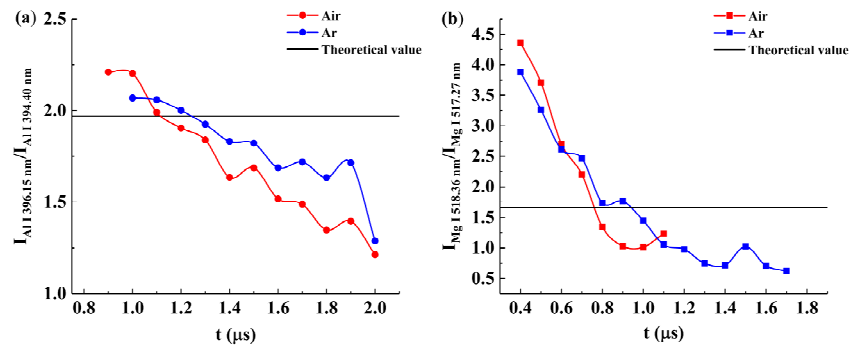 (a)
Air
Ar
Theoretical value
I Al I 396.15 nm/I Al I 394.40 nm
2.5
2.0
1.5
1.0
0.8 1.0 1.2 1.4 1.6 1.8 2.0
t (μs)
(b)
Air
Ar
Theoretical value
I Mg I 518.36 nm/I Mg I 517.27 nm
4.5
4.0
3.5
3.0
2.5
2.0
1.5
1.0
0.5
0.4 0.6 0.8 1.0 1.2 1.4 1.6 1.8
t (μs)